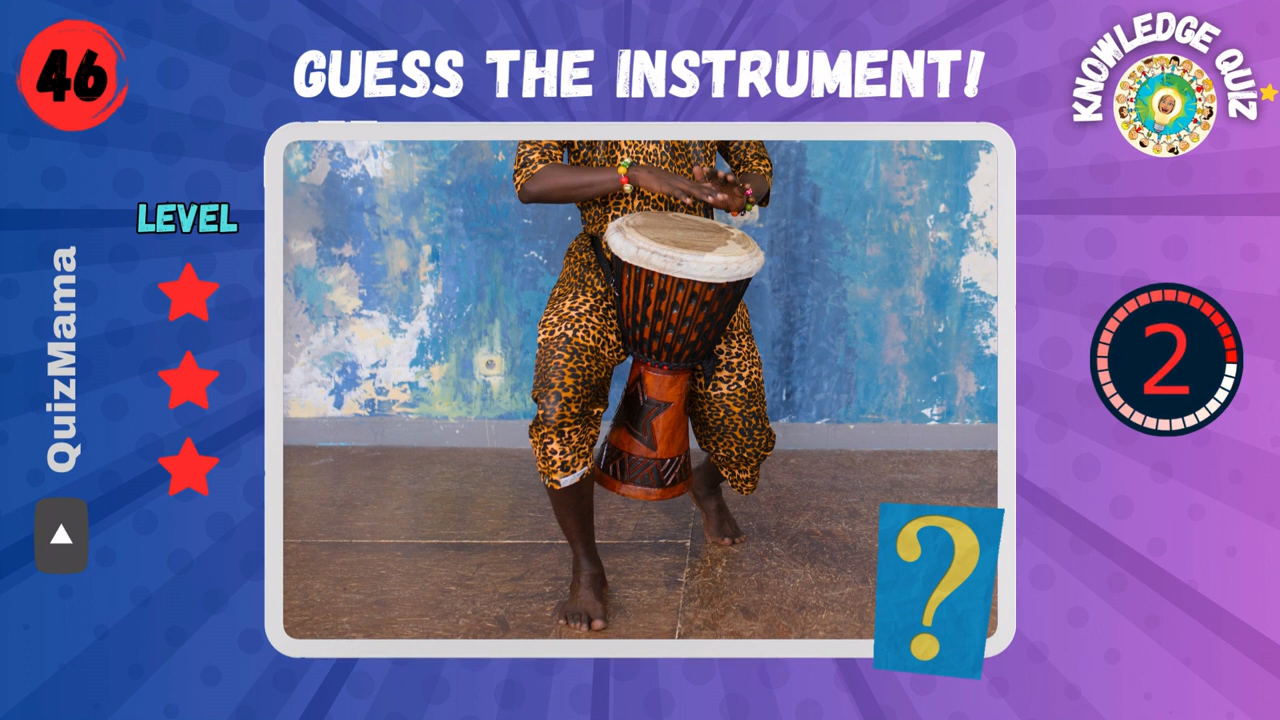 46
GUESS THE INSTRUMENT!
KNOWLEDGE QUIZ
LEVEL
QuizMama
2
?